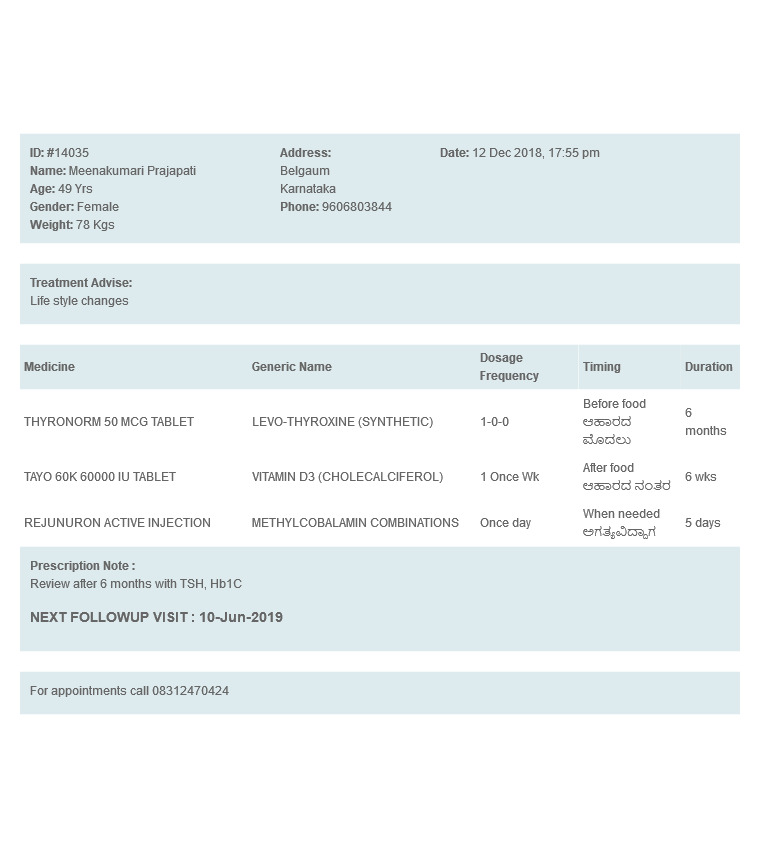 ID: #14035
Name: Meenakumari Prajapati
Age: 49 Yrs
Gender: Female
Weight: 78 Kgs
Address:
Belgaum
Karnataka
Phone: 9606803844
Date: 12 Dec 2018, 17:55 pm
Treatment Advise:
Life style changes
Medicine Generic Name Dosage Frequency Timing Duration
THYRONORM 50 MCG TABLET LEVO-THYROXINE (SYNTHETIC) 1-0-0 Before food ಆಹಾರದ ಮೊದಲು 6 months
TAYO 60K 60000 IU TABLET VITAMIN D3 (CHOLECALCIFEROL) 1 Once Wk After food ಆಹಾರದ ನಂತರ 6 wks
REJUNURON ACTIVE INJECTION METHYLCOBALAMIN COMBINATIONS Once day When needed ಅಗತ್ಯವಿದ್ದಾಗ 5 days
Prescription Note :
Review after 6 months with TSH, Hb1C
NEXT FOLLOWUP VISIT : 10-Jun-2019
For appointments call 08312470424